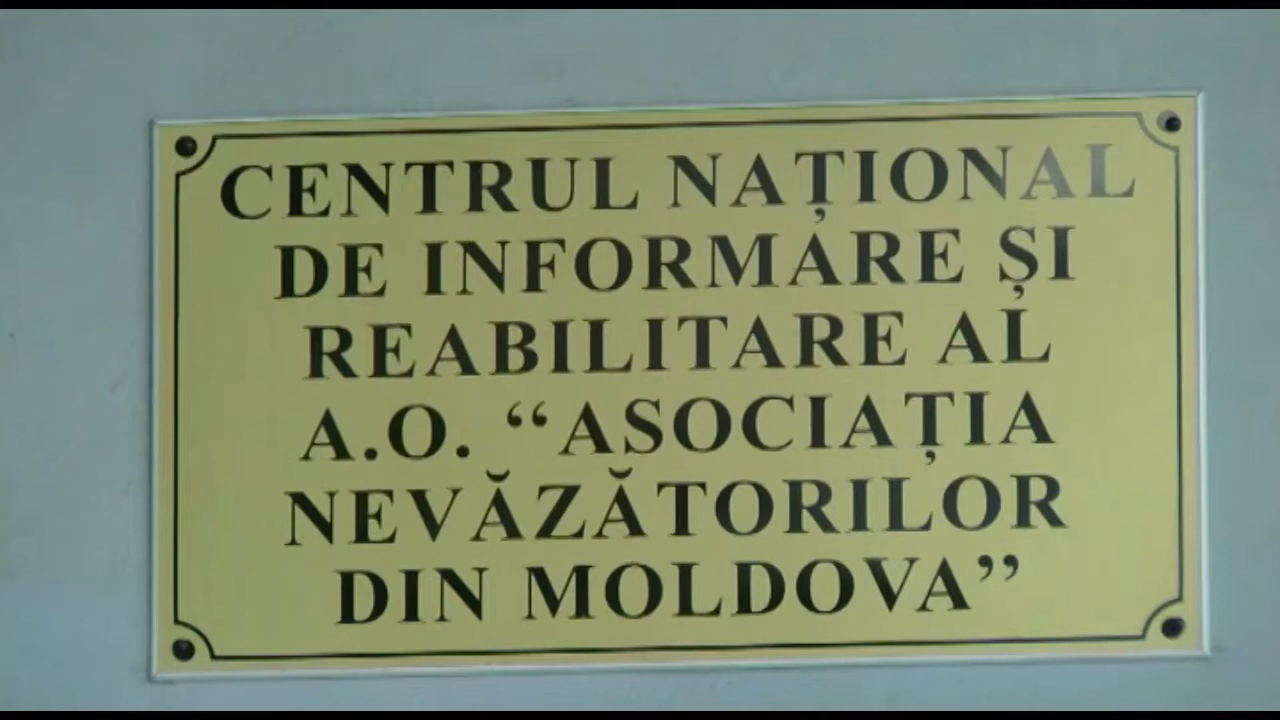 CENTRUL NAȚIONAL
DE INFORMARE ȘI
REABILITARE AL
A.O. “ASOCIAȚIA
NEVĂZĂTORILOR
DIN MOLDOVA”